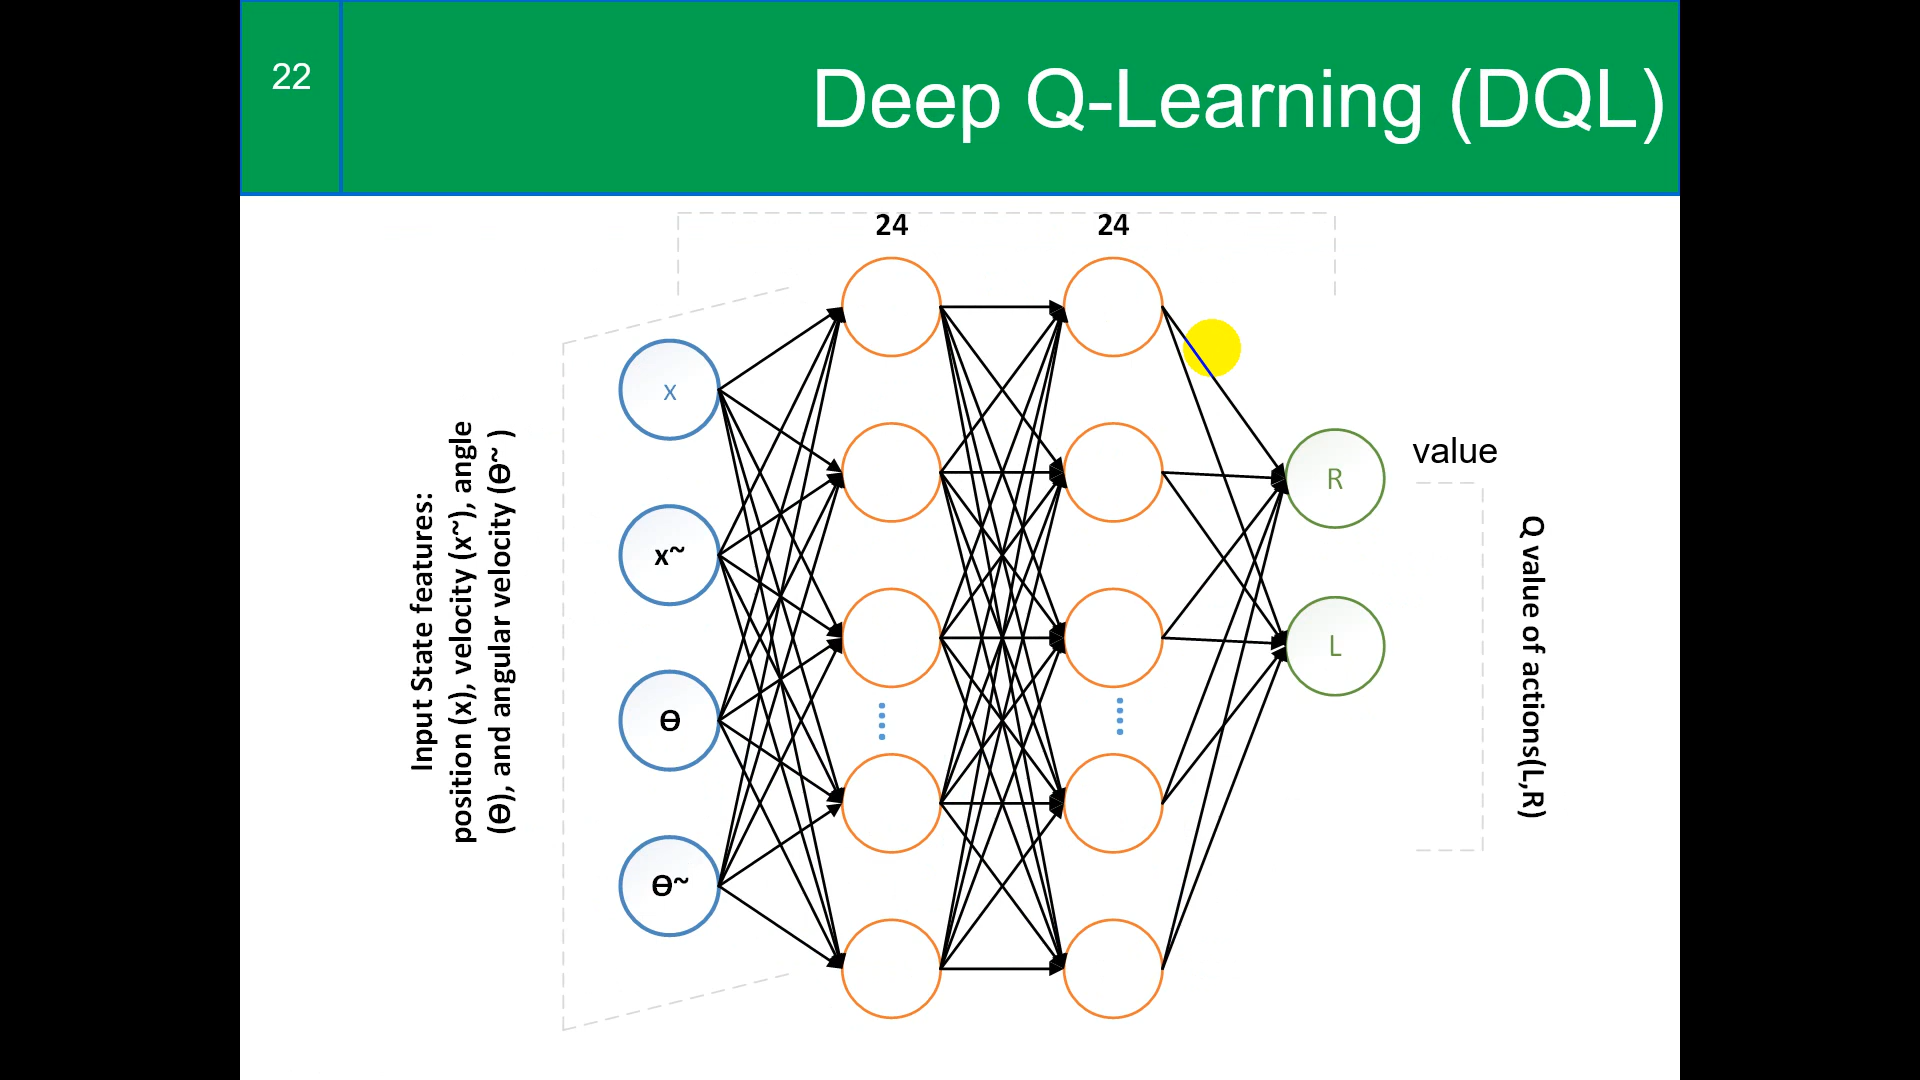 22
Deep Q-Learning (DQL)
24
24
Input State features:
position (x), velocity (x~), angle
(ɵ), and angular velocity (ɵ~ )
x
x~
ɵ
ɵ~
R
L
value
Q value of actions(L,R)